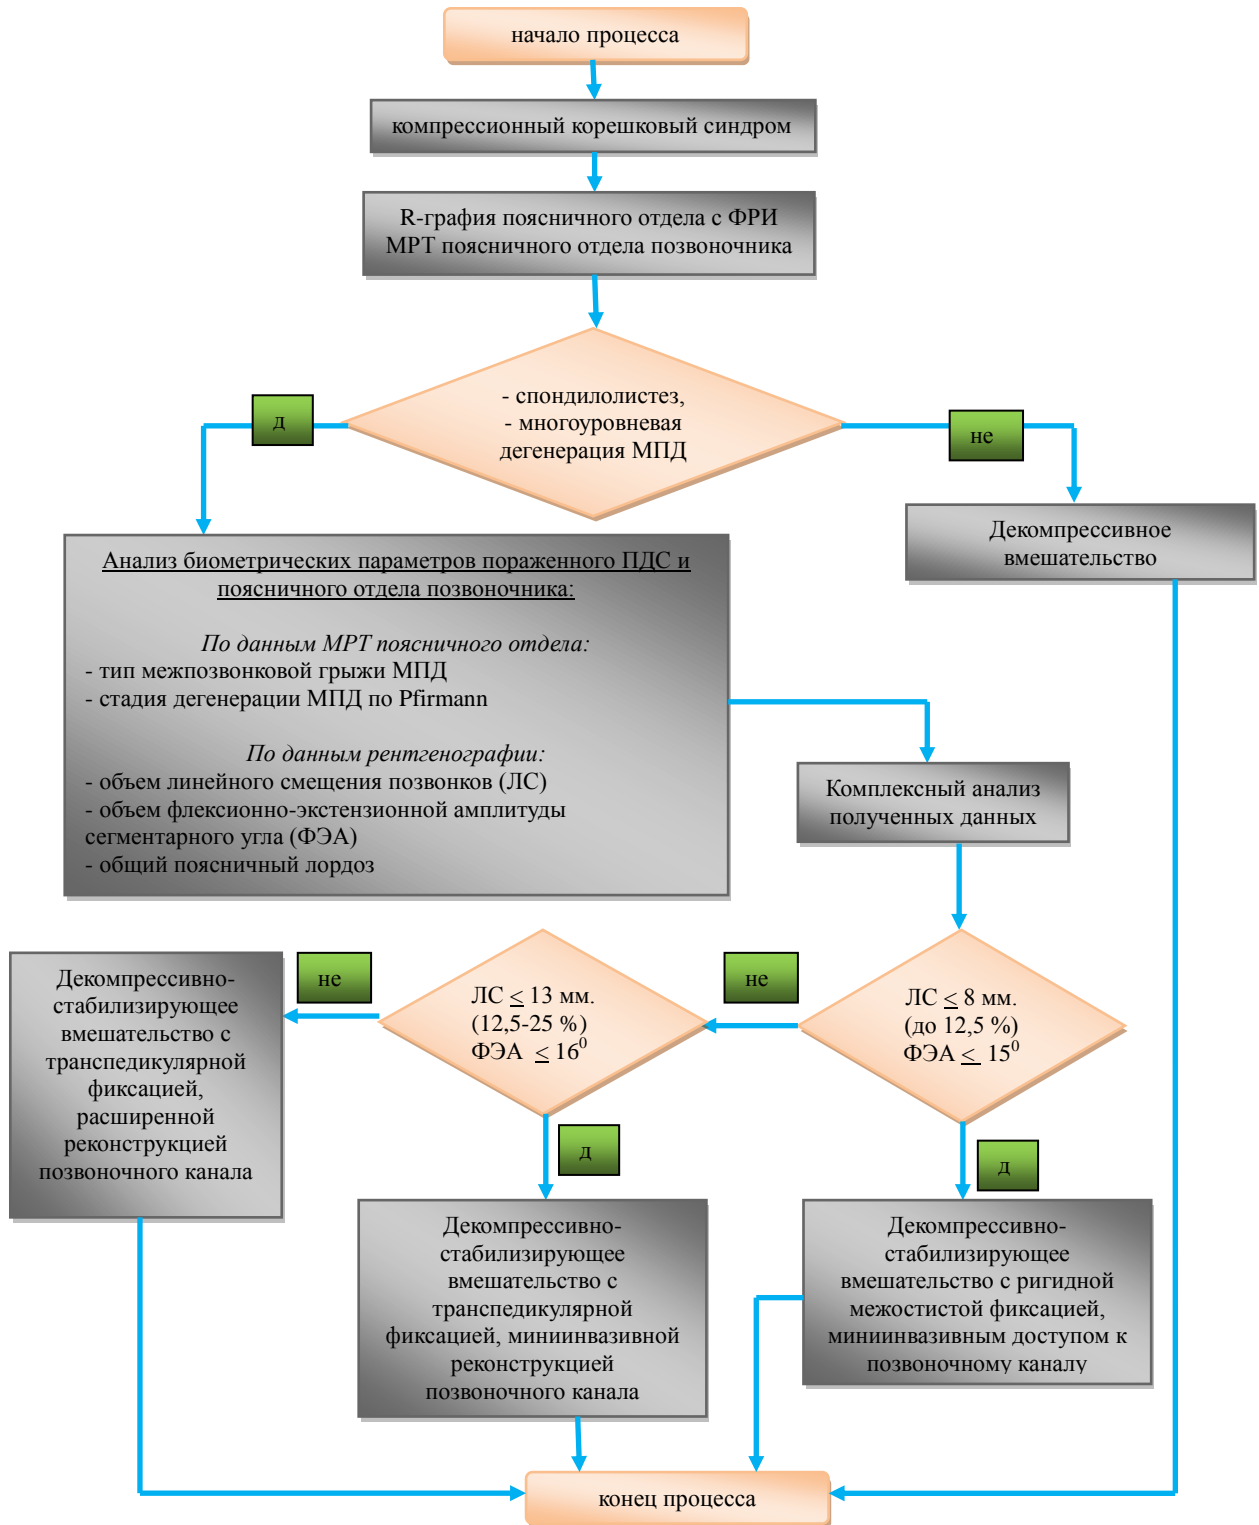 начало процесса
компрессионный корешковый синдром
R-графия поясничного отдела с ФРИ
МРТ поясничного отдела позвоночника
- спондилолистез,
- многоуровневая
дегенерация МПД
д
не
Декомпрессивное
вмешательство
Анализ биометрических параметров пораженного ПДС и
поясничного отдела позвоночника:
По данным МРТ поясничного отдела:
- тип межпозвонковой грыжи МПД
- стадия дегенерации МПД по Pfirmann
По данным рентгенографии:
- объем линейного смещения позвонков (ЛС)
- объем флексионно-экстензионной амплитуды
сегментарного угла (ФЭА)
- общий поясничный лордоз
Комплексный анализ
полученных данных
ЛС ≤ 8 мм.
(до 12,5 %)
ФЭА ≤ 15⁰
не
ЛС ≤ 13 мм.
(12,5-25 %)
ФЭА ≤ 16⁰
не
Декомпрессивно-
стабилизирующее
вмешательство с
транспедикулярной
фиксацией,
расширенной
реконструкцией
позвоночного канала
д
д
Декомпрессивно-
стабилизирующее
вмешательство с
транспедикулярной
фиксацией, миниинвазивной
реконструкцией
позвоночного канала
Декомпрессивно-
стабилизирующее
вмешательство с ригидной
межостистой фиксацией,
миниинвазивным доступом к
позвоночному каналу
конец процесса